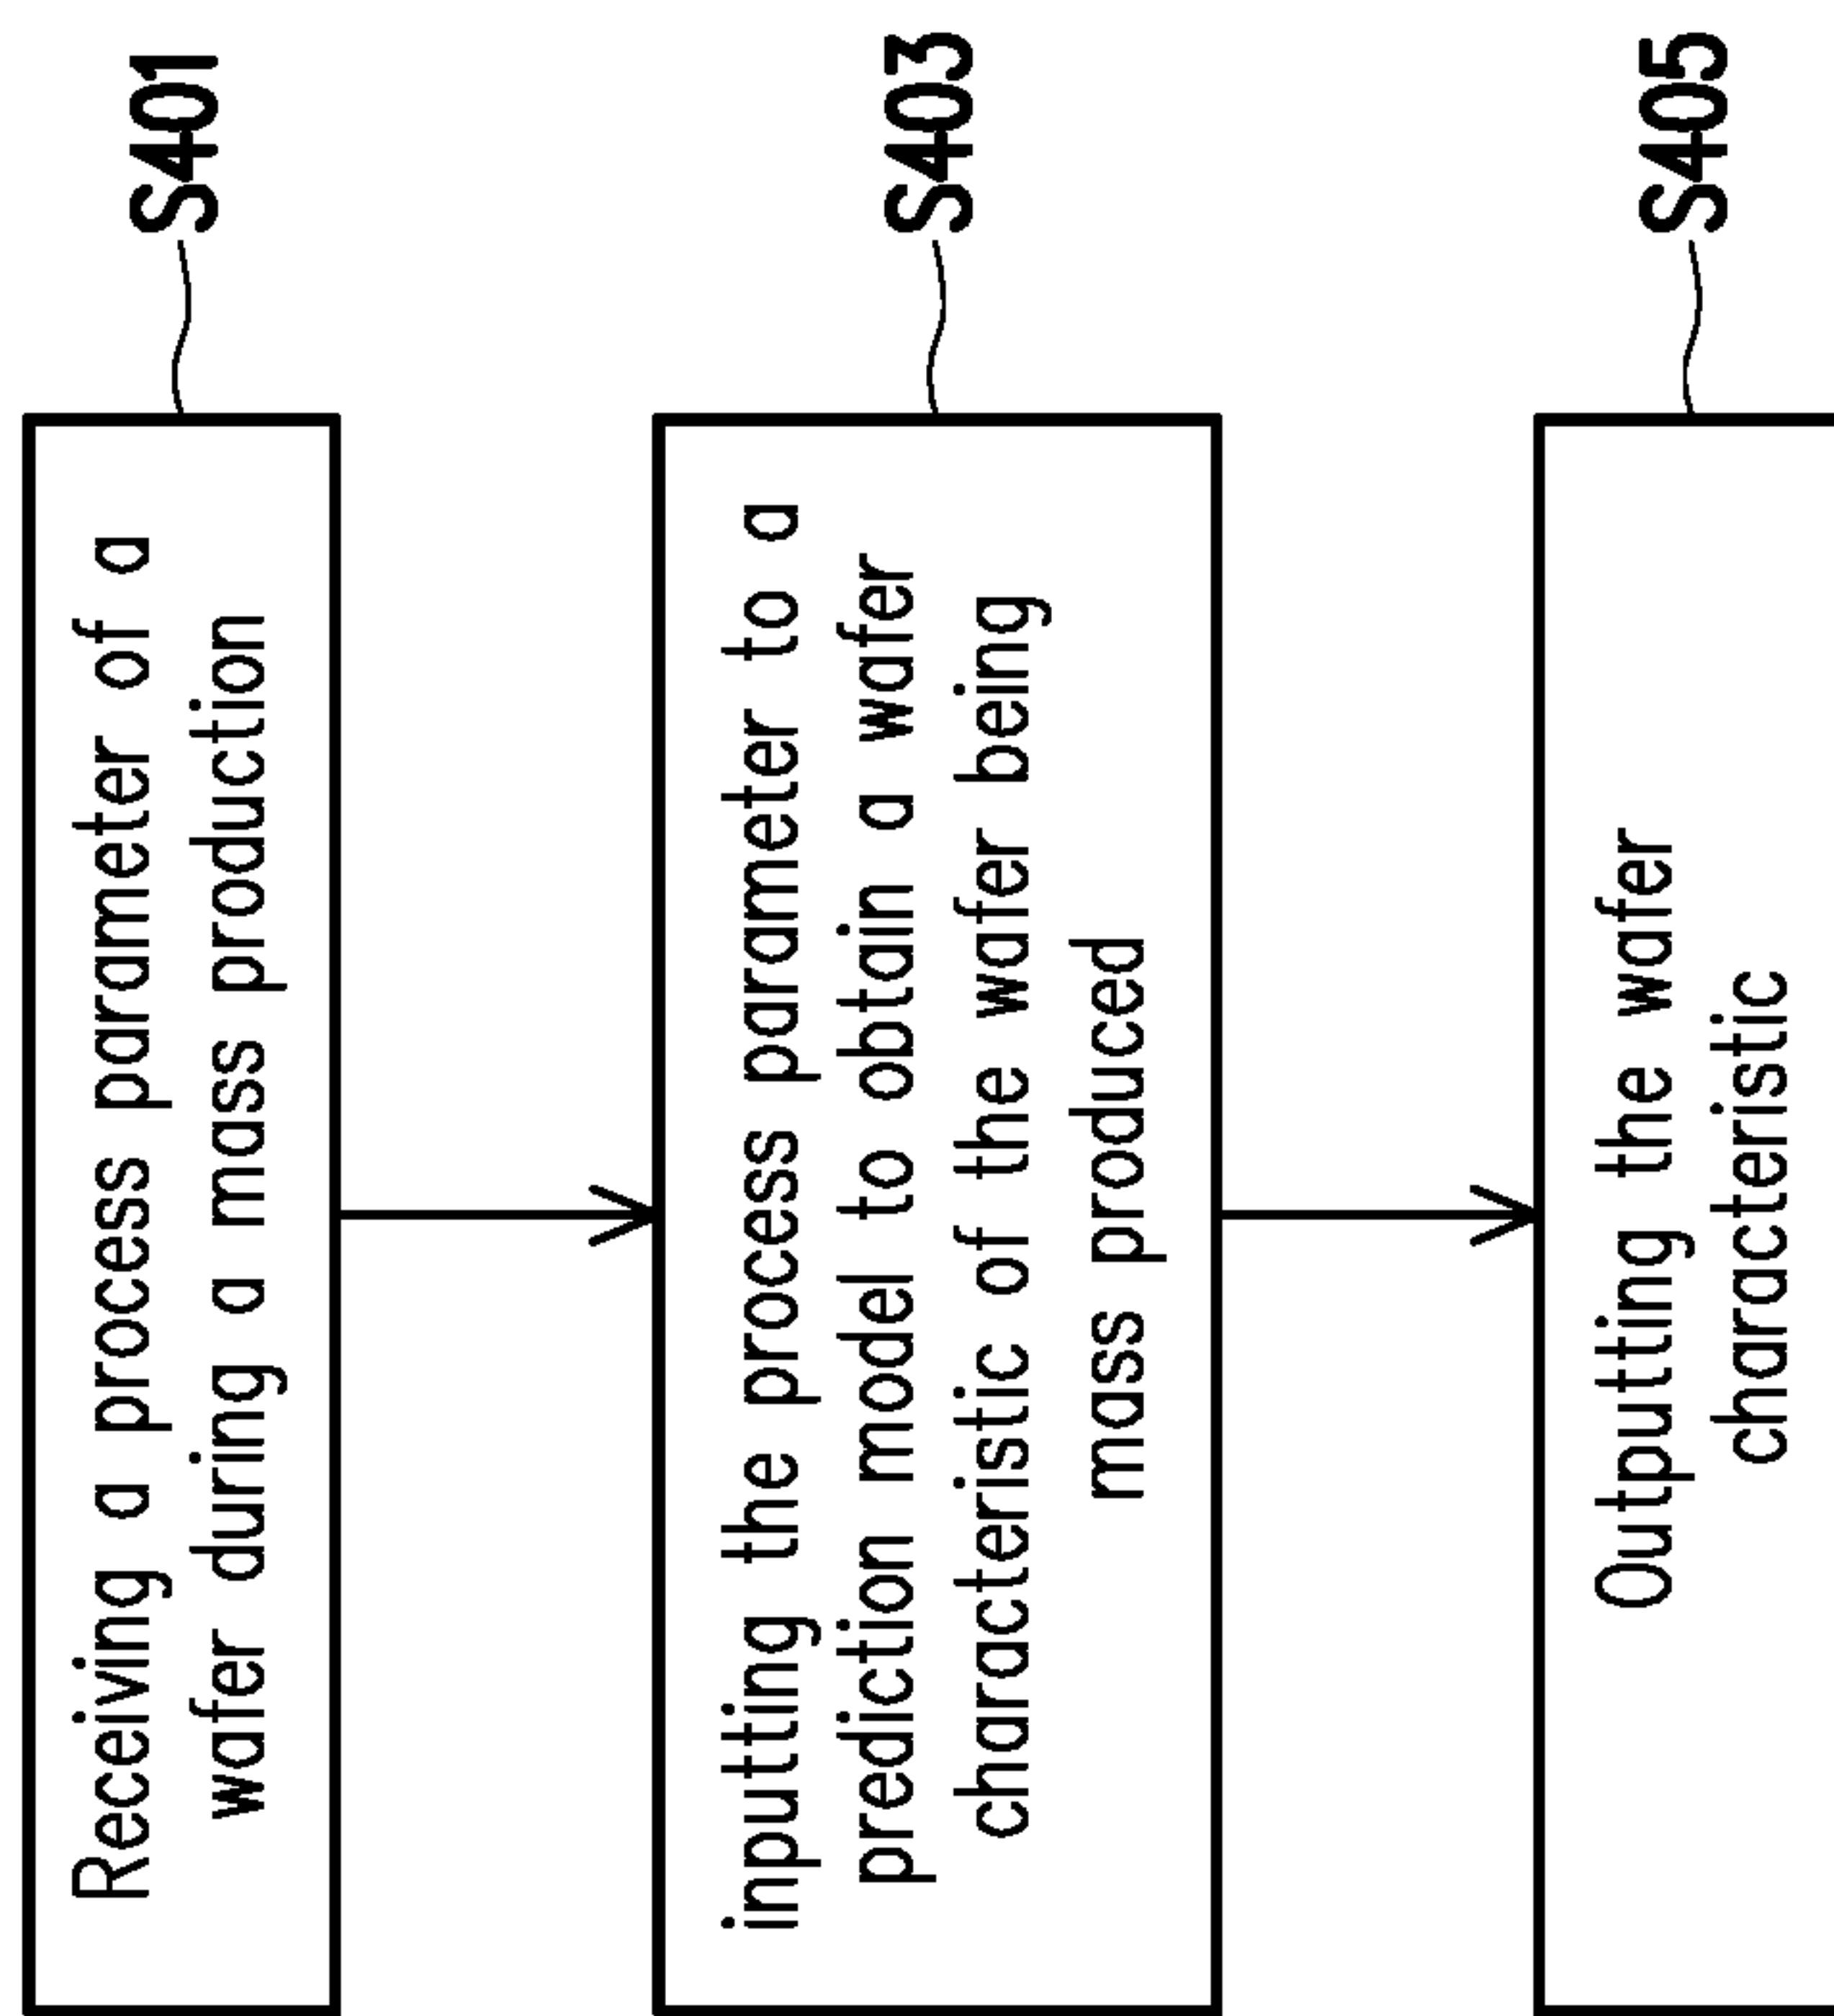 Receiving a process parameter of a
wafer during a mass production
S401
inputting the process parameter to a
prediction model to obtain a wafer
characteristic of the wafer being
mass produced
S403
Outputting the wafer
characteristic
S405